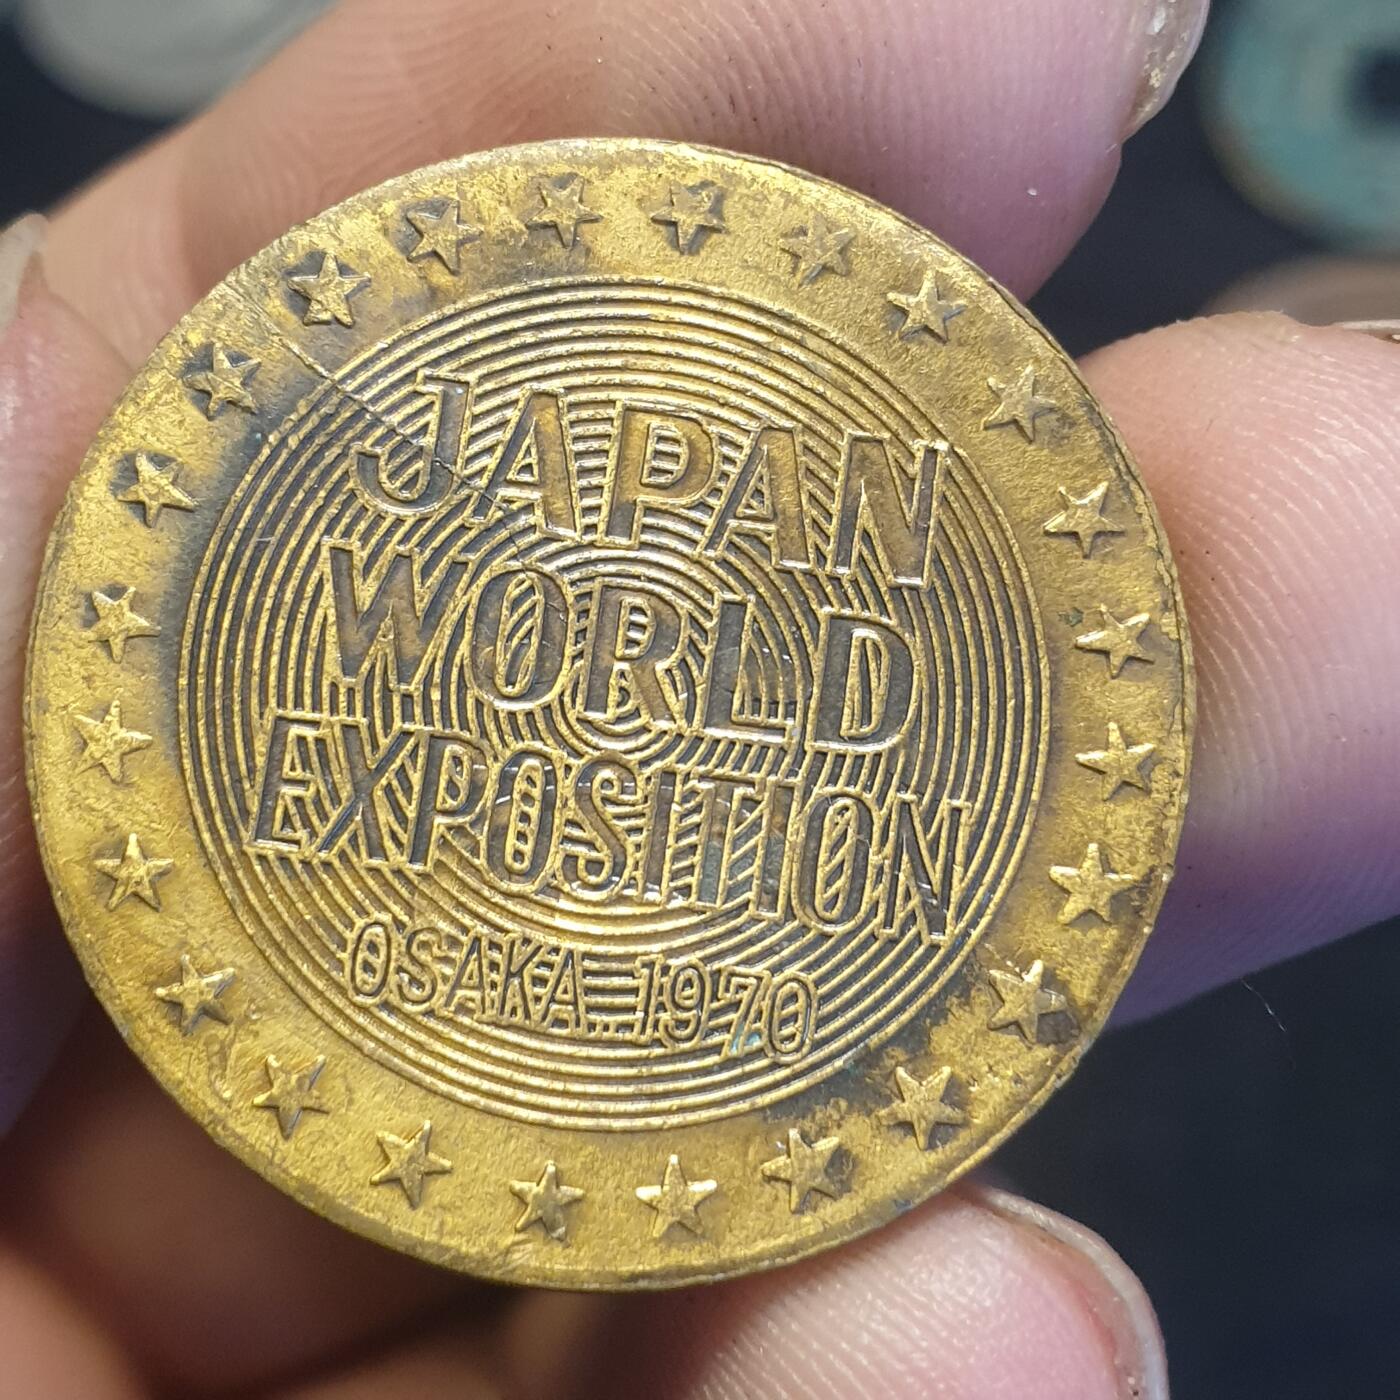 JAPAN
WORLD
EXPOSITION
OSAKA 1970